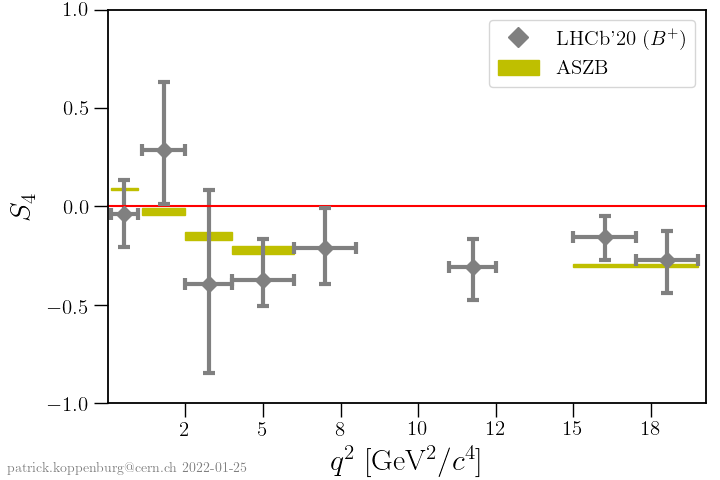 1.0
0.5
0.0
−0.5
−1.0
S₄
LHCb'20 (B⁺)
ASZB
2 5 8 10 12 15 18
q² [GeV²/c⁴]
patrick.koppenburg@cern.ch 2022-01-25